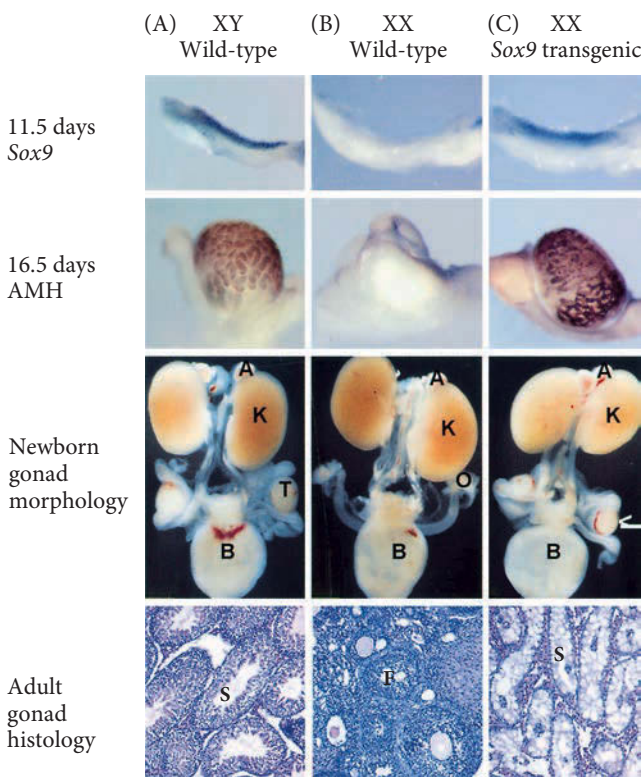 (A) XY
Wild-type
(B) XX
Wild-type
(C) XX
Sox9 transgenic
11.5 days
Sox9
16.5 days
AMH
Newborn
gonad
morphology
A
K
T
B
A
K
O
B
A
K
B
Adult
gonad
histology
S
F
S